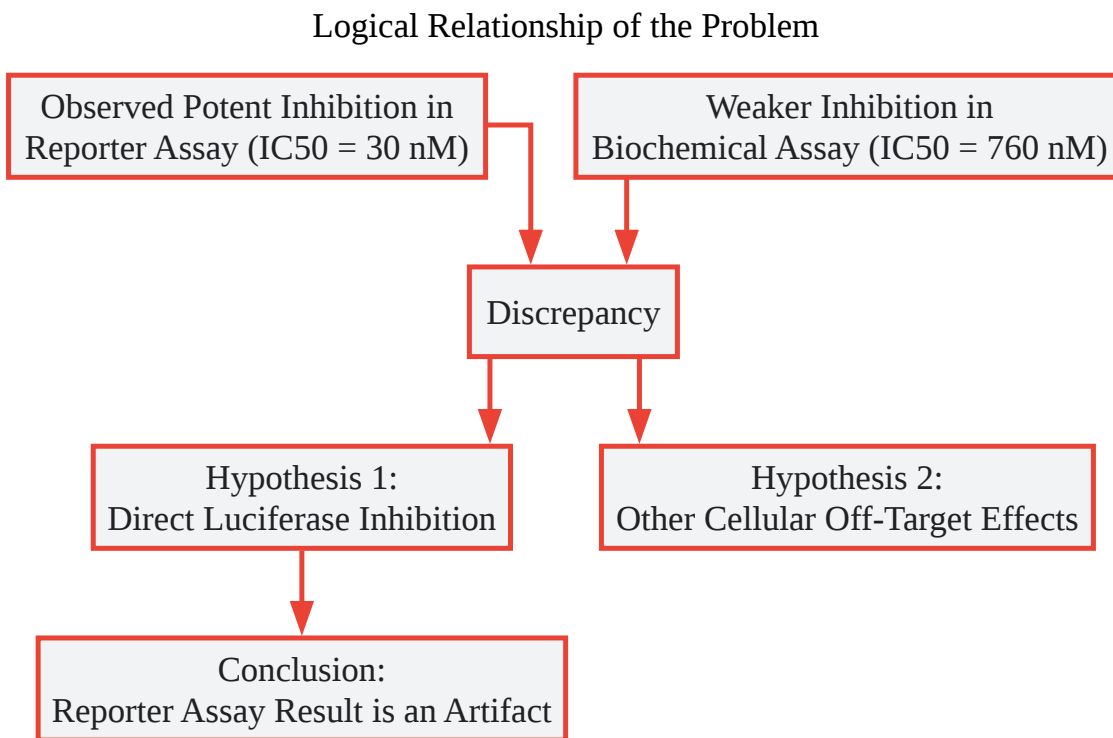 Logical Relationship of the Problem
Observed Potent Inhibition in
Reporter Assay (IC50 = 30 nM)
Weaker Inhibition in
Biochemical Assay (IC50 = 760 nM)
Discrepancy
Hypothesis 1:
Direct Luciferase Inhibition
Hypothesis 2:
Other Cellular Off-Target Effects
Conclusion:
Reporter Assay Result is an Artifact